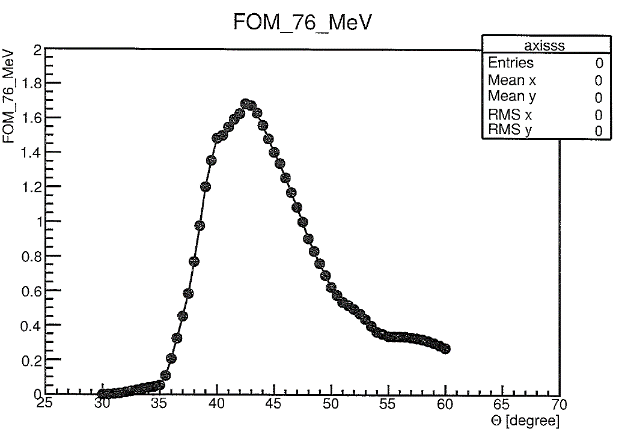 FOM_76_MeV
axisss
Entries 0
Mean x 0
Mean y 0
RMS x 0
RMS y 0
FOM_76_MeV
2
1.8
1.6
1.4
1.2
1
0.8
0.6
0.4
0.2
0
25 30 35 40 45 50 55 60 65 70
Θ [degree]